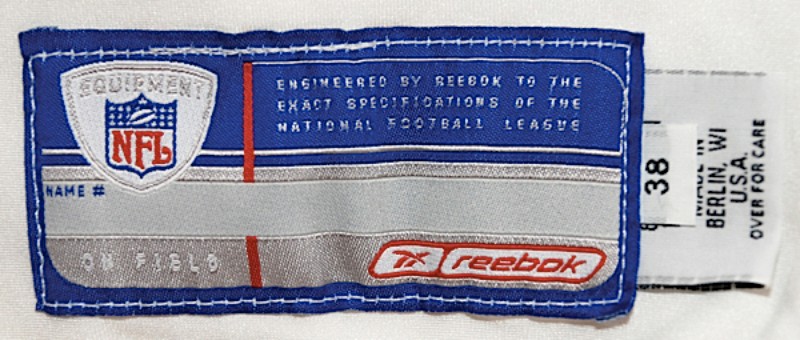 EQUIPMENT
NFL
ENGINEERED BY REEBOK TO THE
EXACT SPECIFICATIONS OF THE
NATIONAL FOOTBALL LEAGUE
NAME #
ON FIELD
reebok
38
MADE IN
BERLIN, WI
U.S.A.
OVER FOR CARE